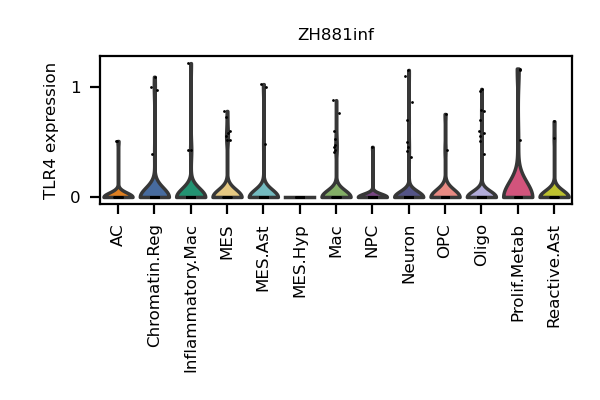 ZH881inf
TLR4 expression
1
0
AC
Chromatin.Reg
Inflammatory.Mac
MES
MES.Ast
MES.Hyp
Mac
NPC
Neuron
OPC
Oligo
Prolif.Metab
Reactive.Ast